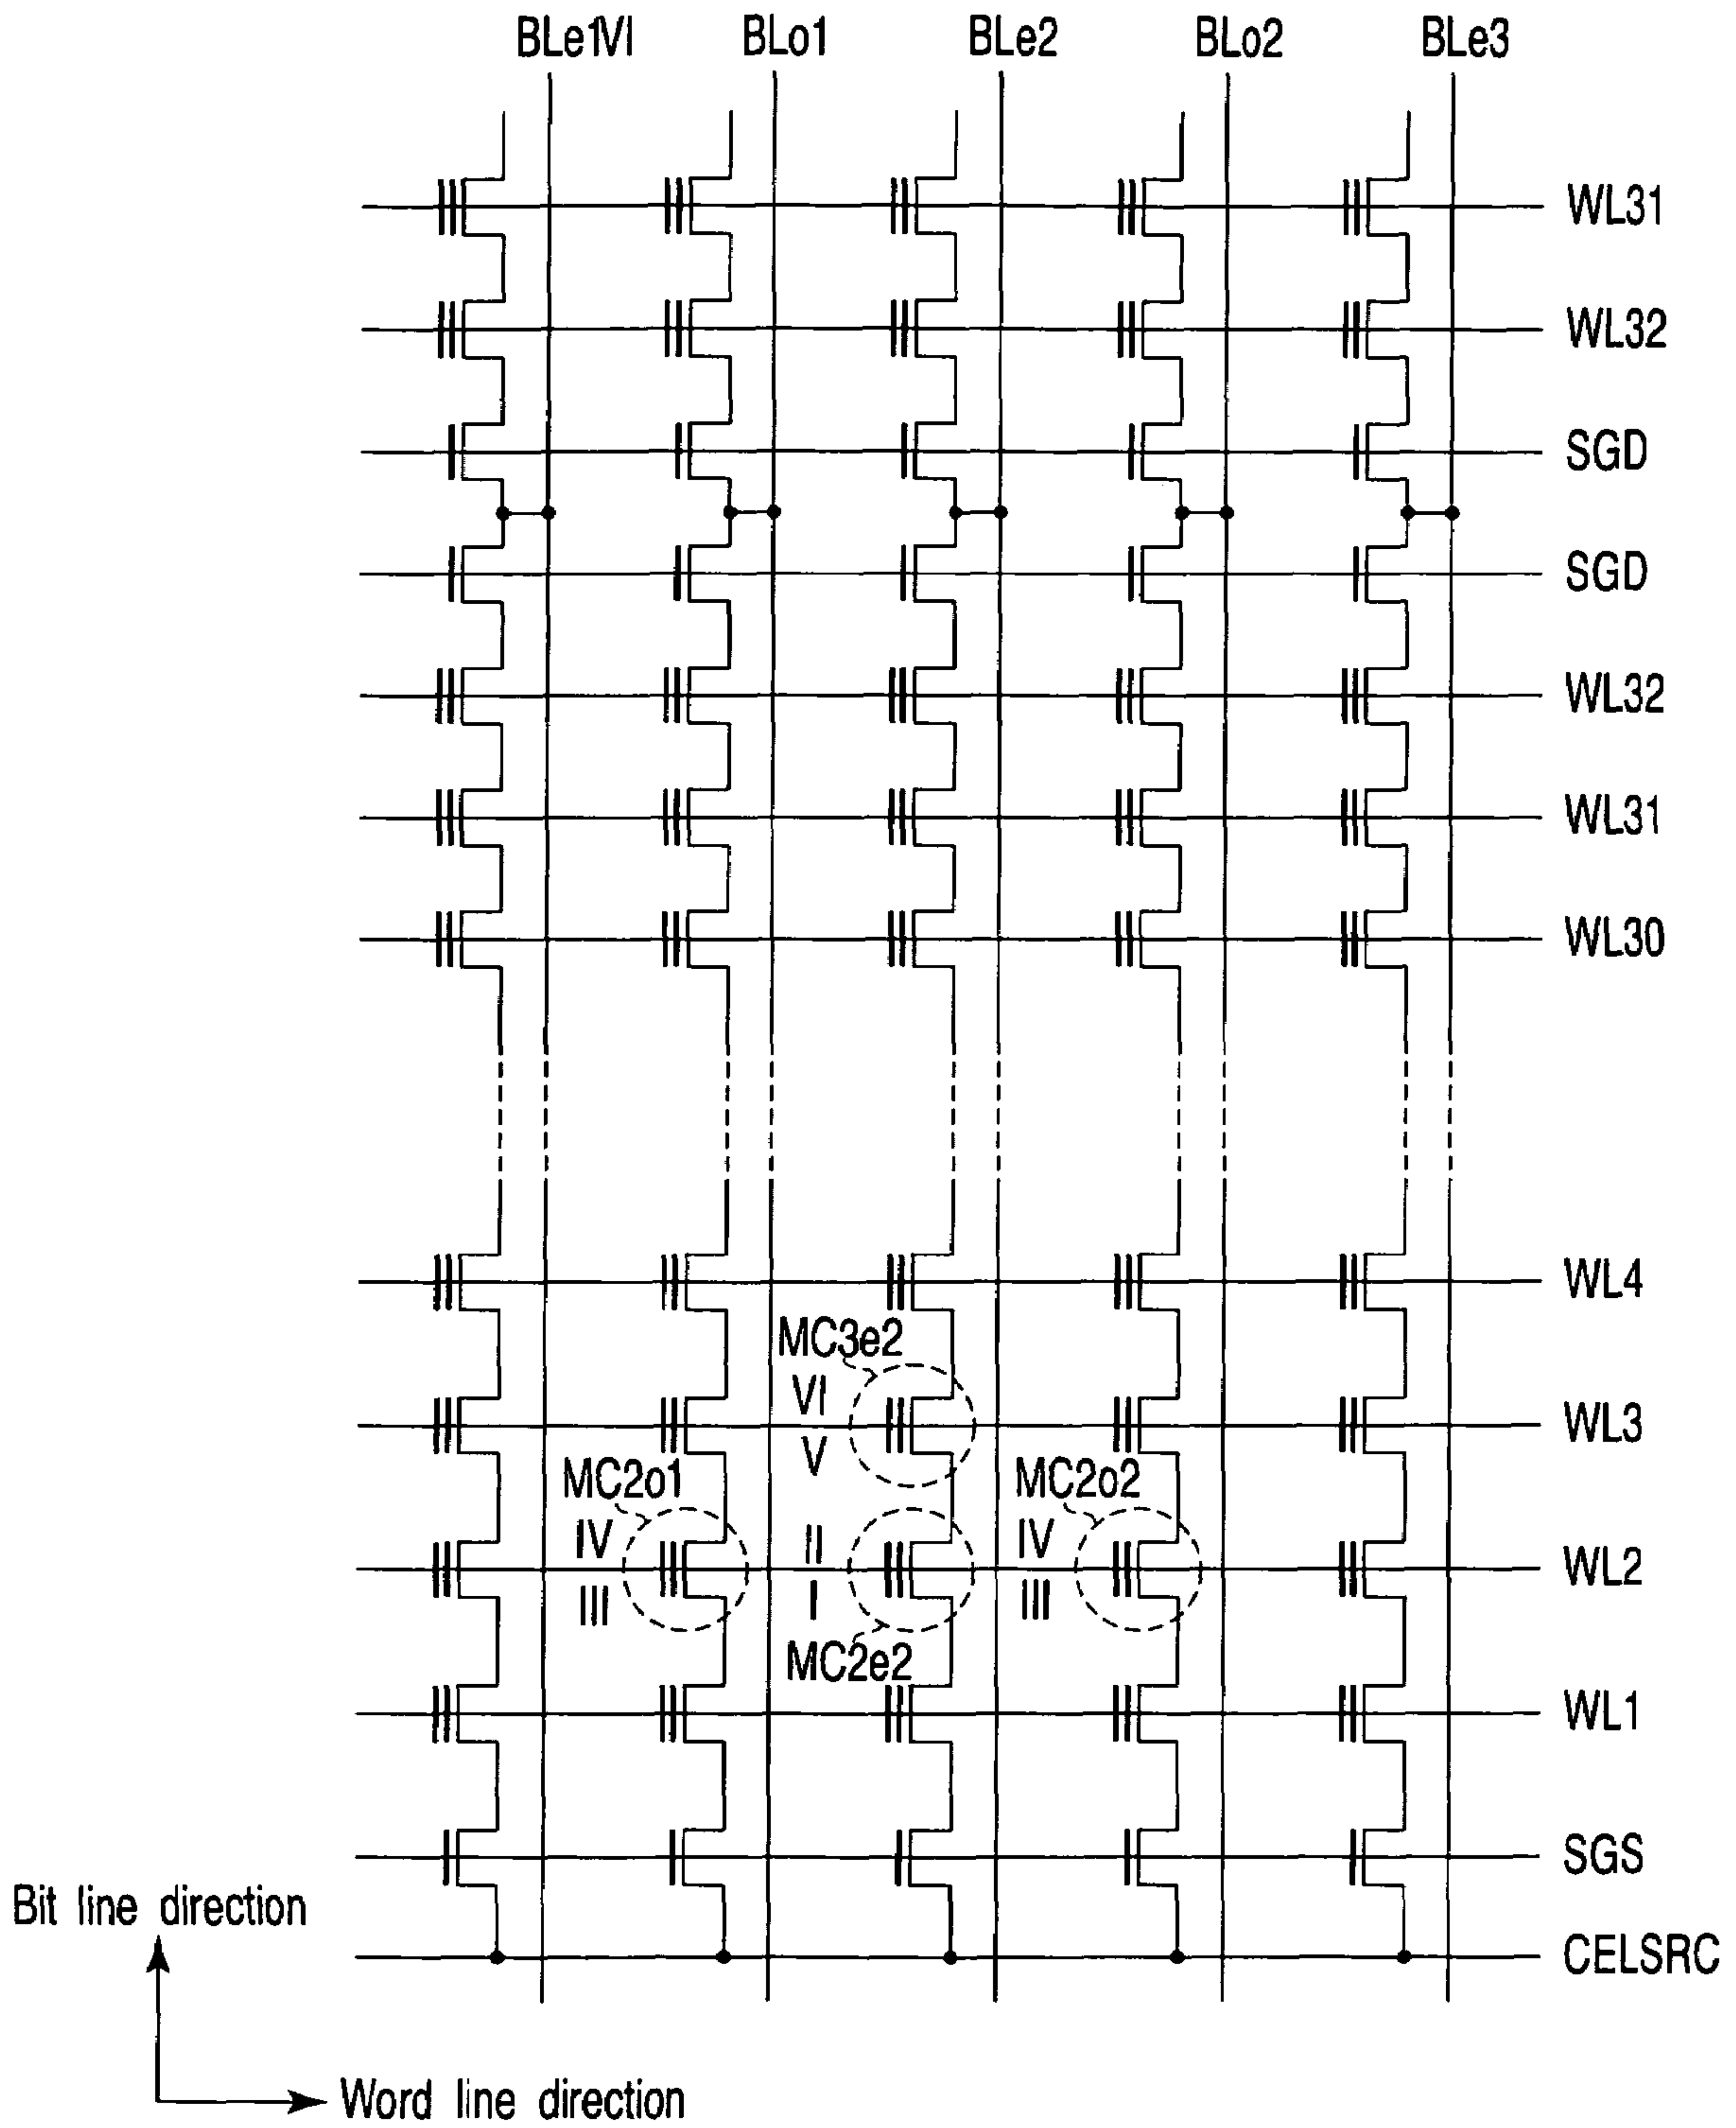 BLe1VI BLo1 BLe2 BLo2 BLe3
WL31
WL32
SGD
SGD
WL32
WL31
WL30
WL4
MC3e2
VI
WL3
V
MC2o1 MC2o2
IV II IV
WL2
III I III
MC2e2
WL1
SGS
Bit line direction
CELSRC
Word line direction